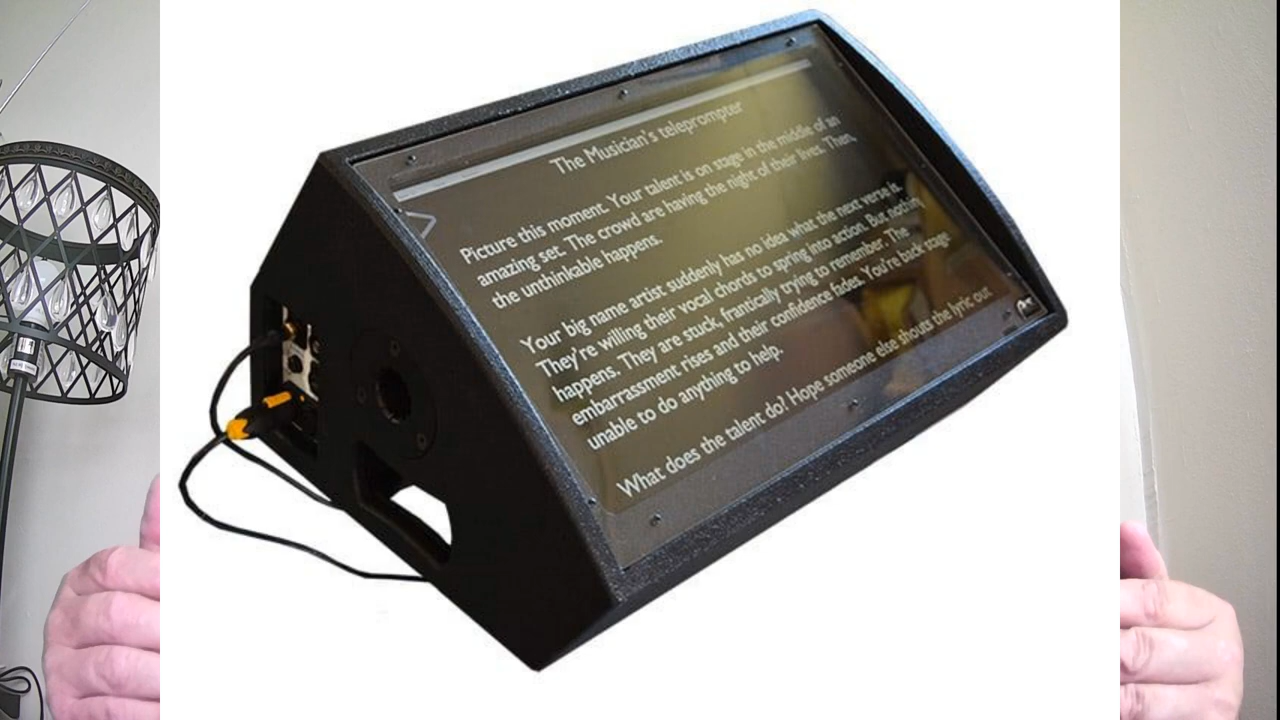 The Musician's teleprompter
Picture this moment. Your talent is on stage in the middle of an
amazing set. The crowd are having the night of their lives. Then,
the unthinkable happens.
Your big name artist suddenly has no idea what the next verse is.
They're willing their vocal chords to spring into action. But nothin
happens. They are stuck, frantically trying to remember. The
embarrassment rises and their confidence fades. You're back stage
unable to do anything to help.
What does the talent do? Hope someone else shouts the lyric out